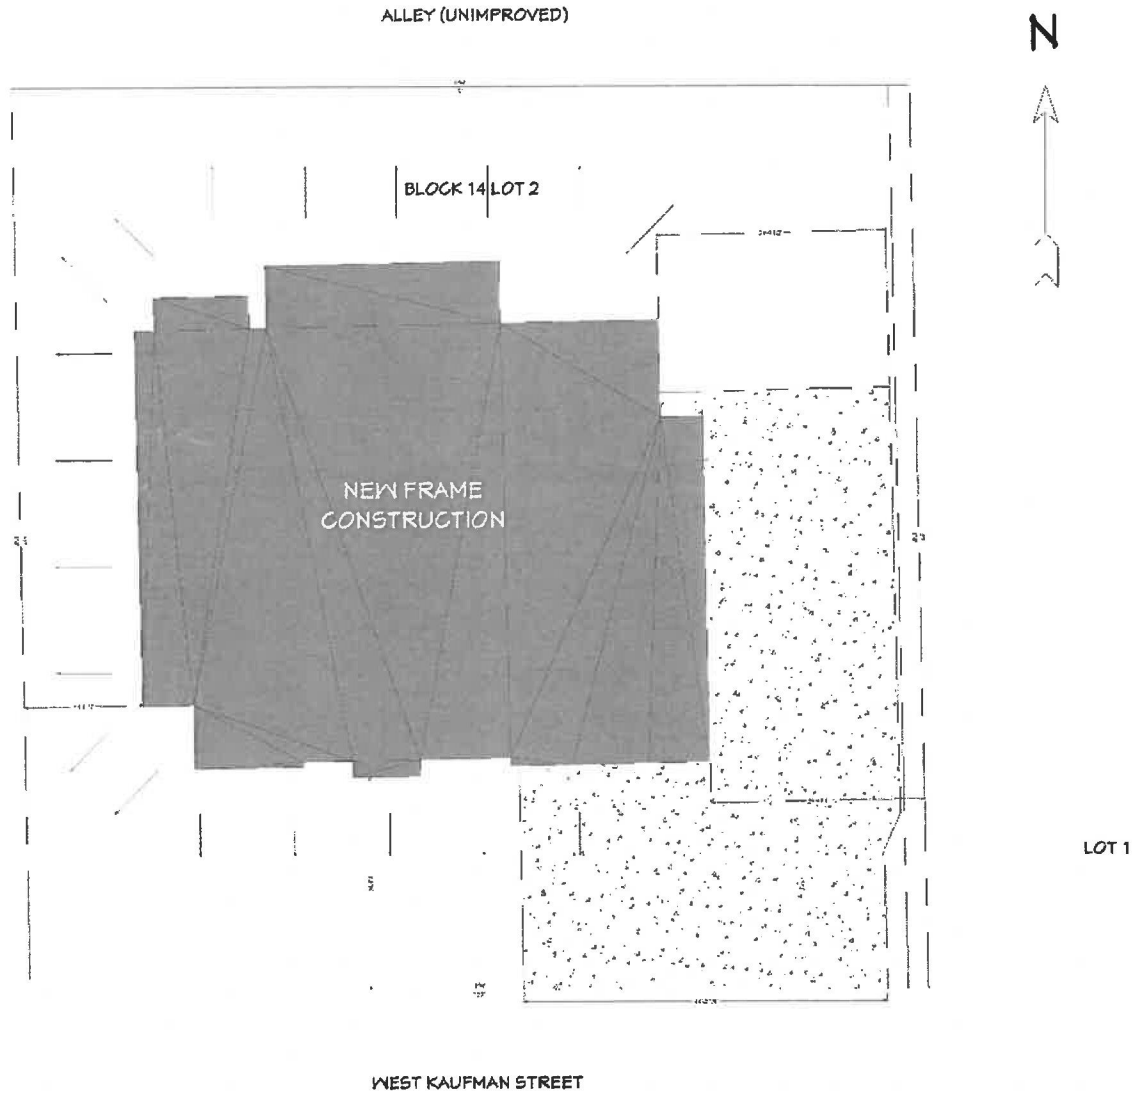 ALLEY (UNIMPROVED)
N
BLOCK 14 LOT 2
NEW FRAME
CONSTRUCTION
LOT 1
WEST KAUFMAN STREET